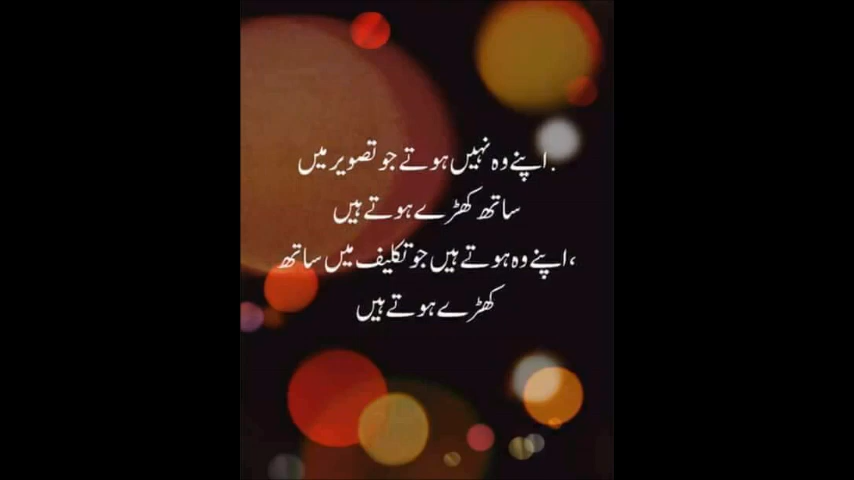 .اپنے وہ نہیں ہوتے جو تصویر میں
ساتھ کھڑے ہوتے ہیں
،اپنے وہ ہوتے ہیں جو تکلیف میں ساتھ
کھڑے ہوتے ہیں